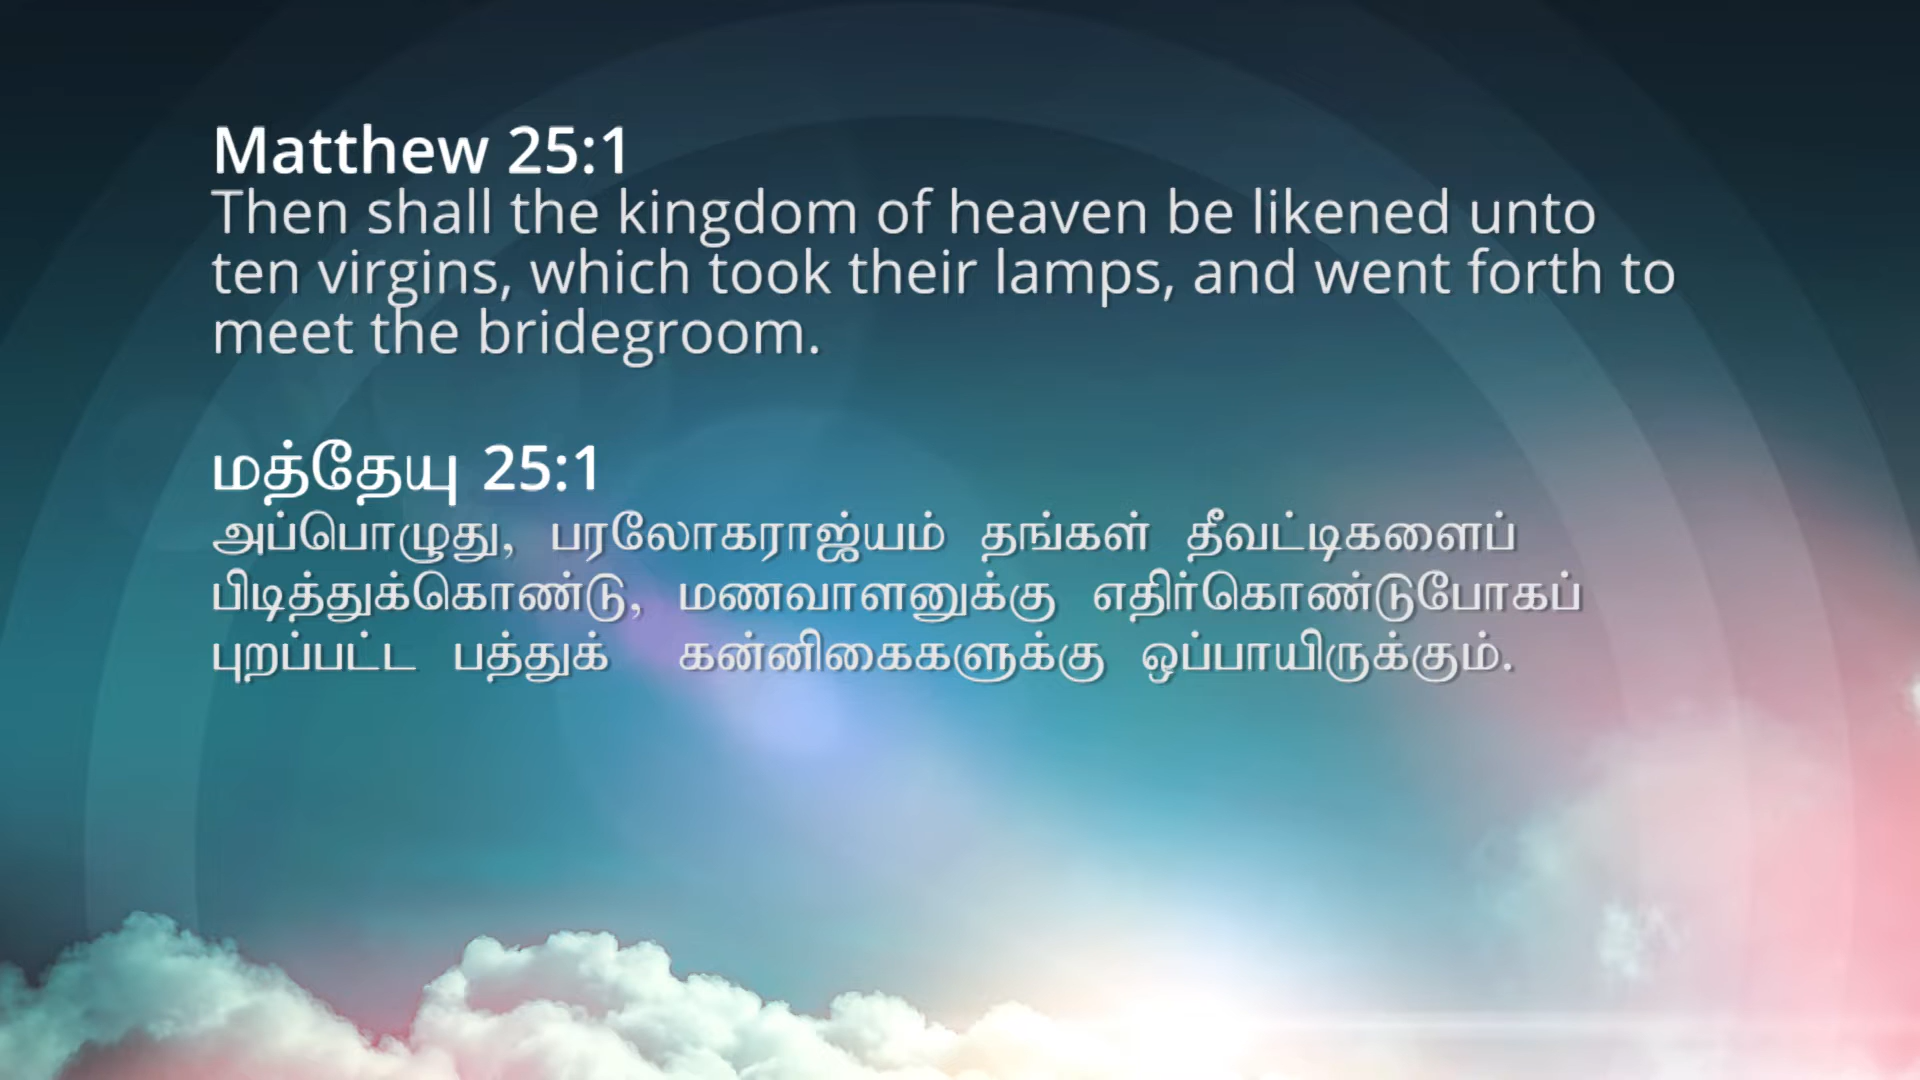 Matthew 25:1
Then shall the kingdom of heaven be likened unto
ten virgins, which took their lamps, and went forth to
meet the bridegroom.
மத்தேயு 25:1
அப்பொழுது, பரலோகராஜ்யம் தங்கள் தீவட்டிகளைப்
பிடித்துக்கொண்டு, மணவாளனுக்கு எதிர்கொண்டுபோகப்
புறப்பட்ட பத்துக் கன்னிகைகளுக்கு ஒப்பாயிருக்கும்.